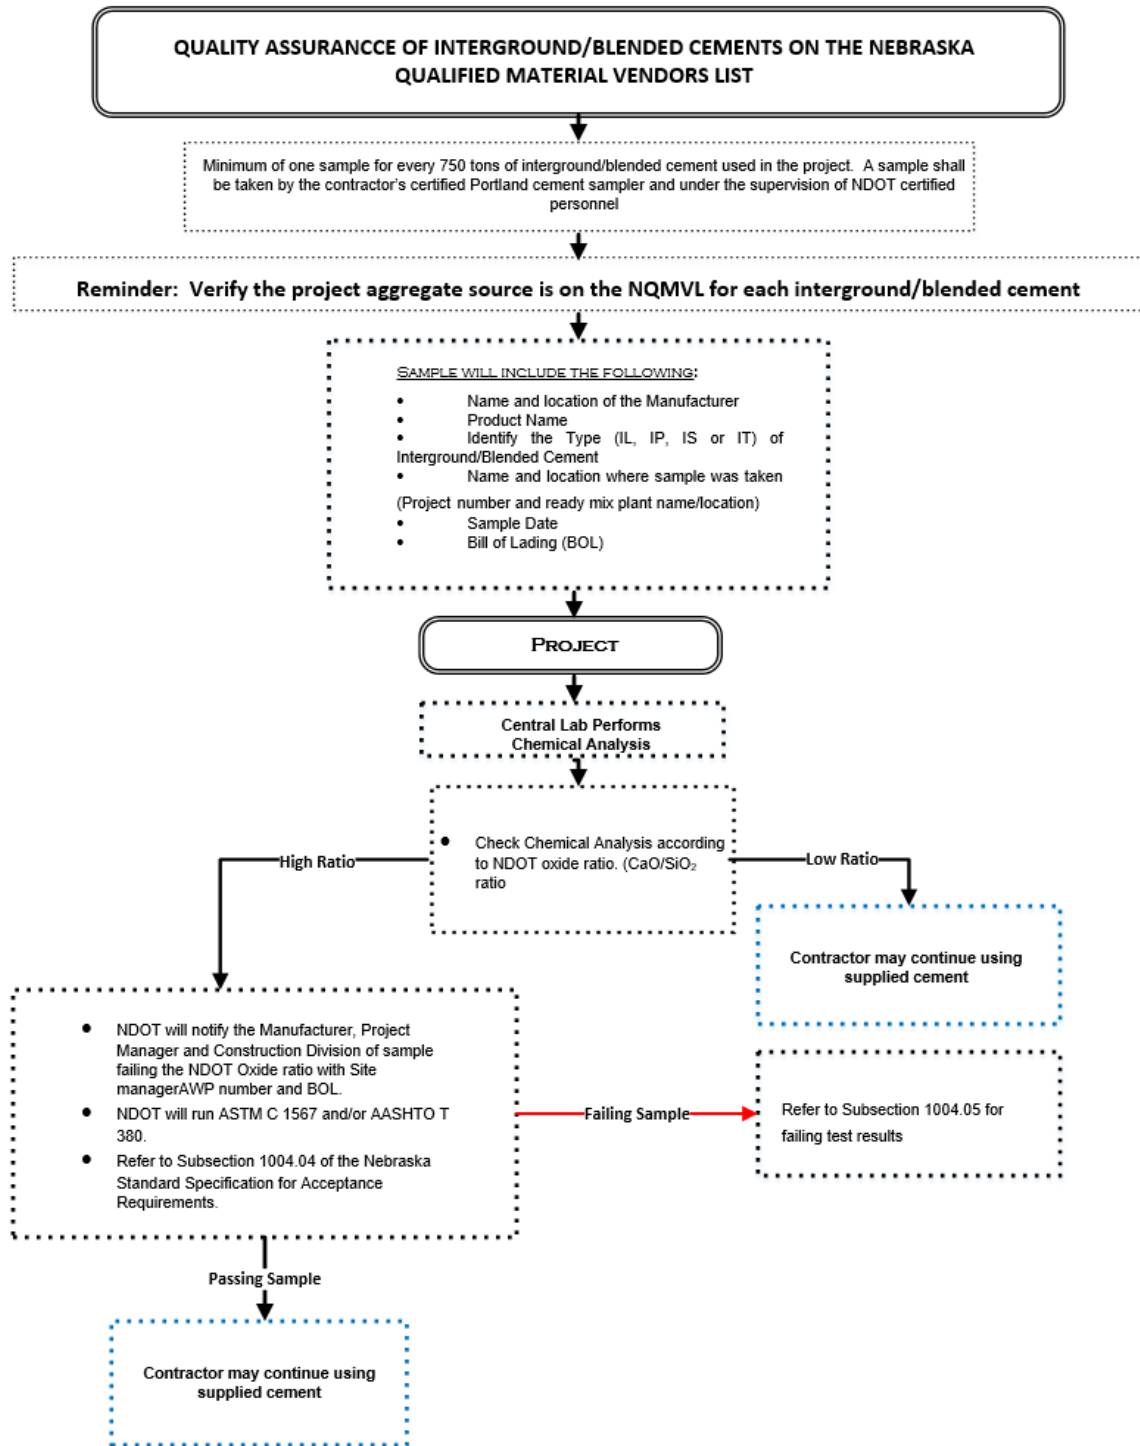 QUALITY ASSURANCCE OF INTERGROUND/BLENDED CEMENTS ON THE NEBRASKA
QUALIFIED MATERIAL VENDORS LIST
Minimum of one sample for every 750 tons of interground/blended cement used in the project. A sample shall
be taken by the contractor's certified Portland cement sampler and under the supervision of NDOT certified
personnel
Reminder: Verify the project aggregate source is on the NQMVL for each interground/blended cement
SAMPLE WILL INCLUDE THE FOLLOWING:
• Name and location of the Manufacturer
• Product Name
• Identify the Type (IL, IP, IS or IT) of
Interground/Blended Cement
• Name and location where sample was taken
(Project number and ready mix plant name/location)
• Sample Date
• Bill of Lading (BOL)
PROJECT
Central Lab Performs
Chemical Analysis
• Check Chemical Analysis according
to NDOT oxide ratio. (CaO/SiO₂
ratio
High Ratio
Low Ratio
Contractor may continue using
supplied cement
• NDOT will notify the Manufacturer, Project
Manager and Construction Division of sample
failing the NDOT Oxide ratio with Site
managerAWP number and BOL.
• NDOT will run ASTM C 1567 and/or AASHTO T
380.
• Refer to Subsection 1004.04 of the Nebraska
Standard Specification for Acceptance
Requirements.
Failing Sample
Refer to Subsection 1004.05 for
failing test results
Passing Sample
Contractor may continue using
supplied cement